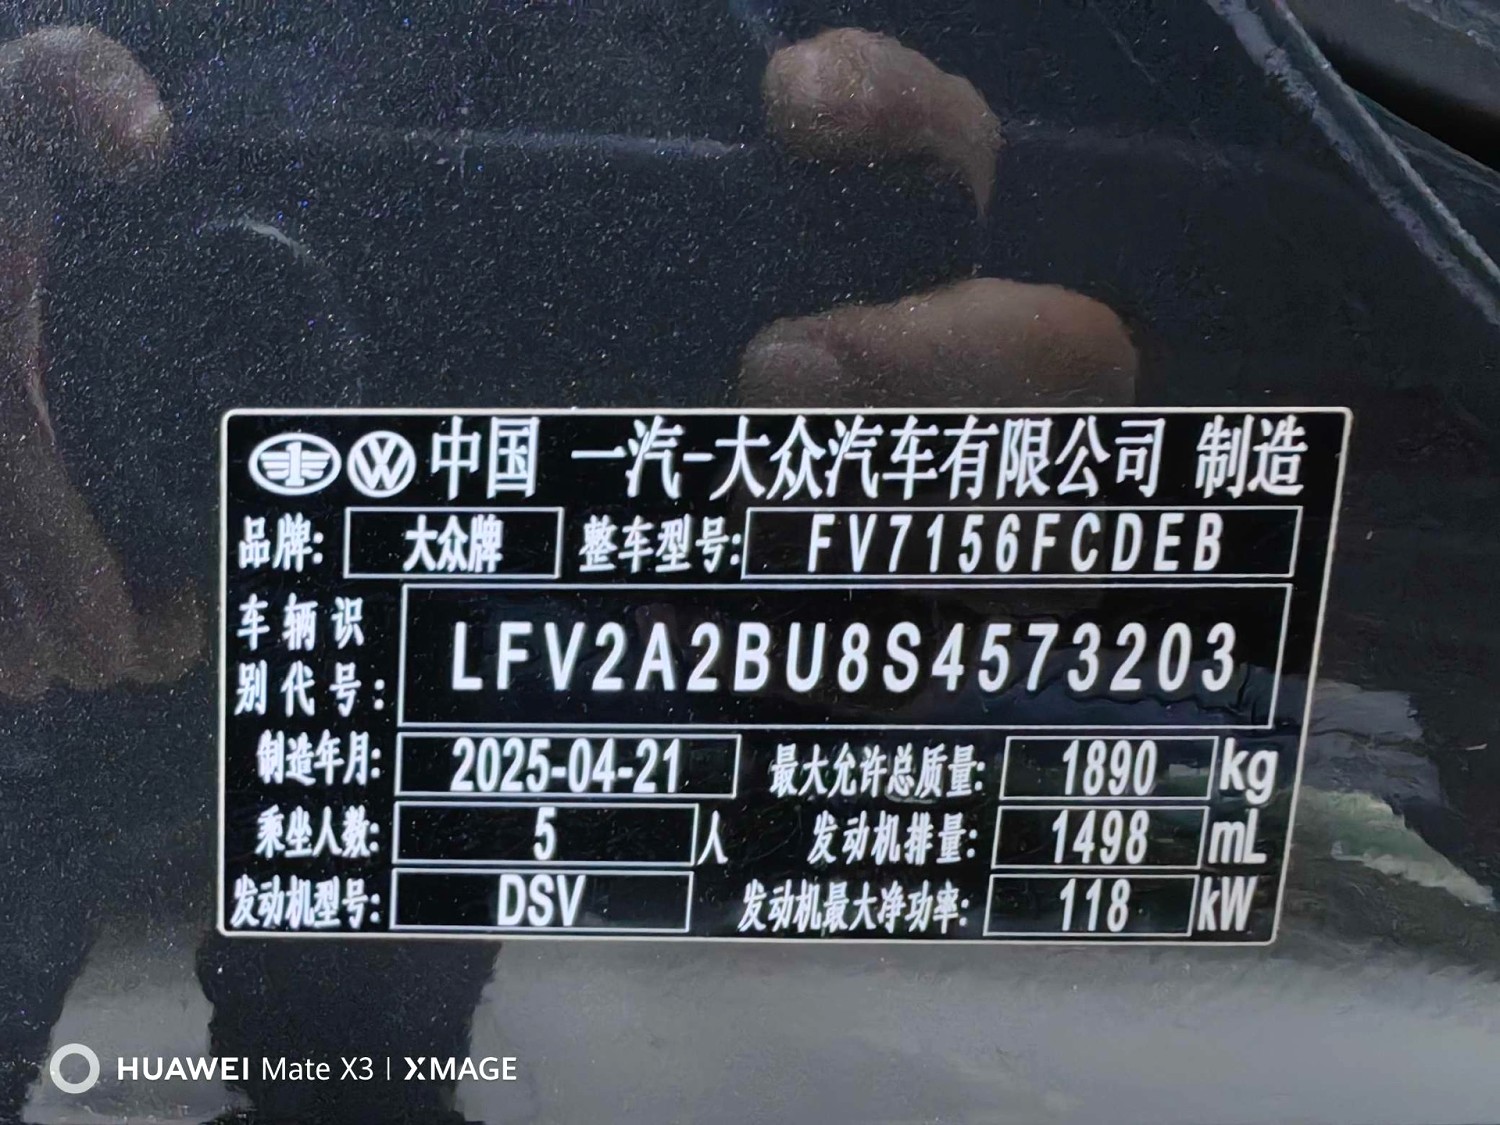 中国 一汽-大众汽车有限公司 制造
品牌: 大众牌 整车型号: FV7156FCDEB
车辆识别代号: LFV2A2BU8S4573203
制造年月: 2025-04-21 最大允许总质量: 1890 kg
乘坐人数: 5 人 发动机排量: 1498 mL
发动机型号: DSV 发动机最大净功率: 118 kW
HUAWEI Mate X3 | XMAGE